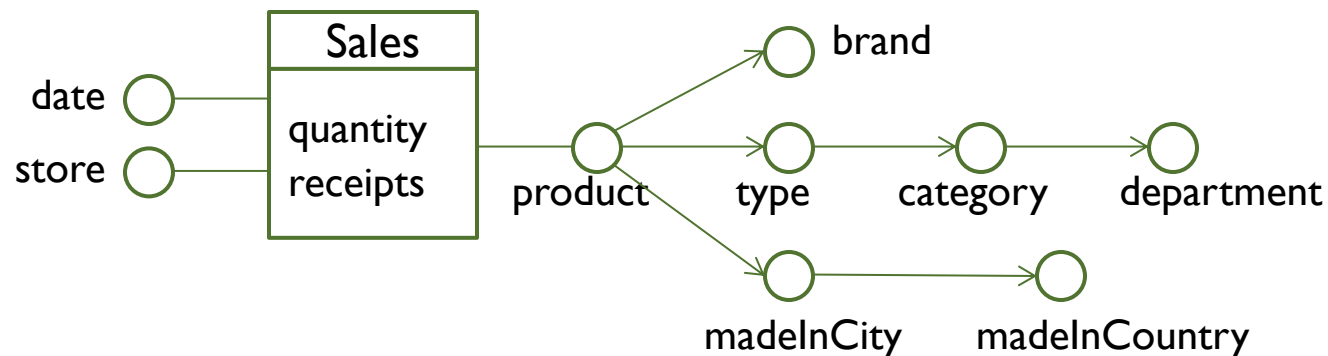 Sales
brand
date
quantity
store
receipts
product
type
category
department
madeInCity
madeInCountry